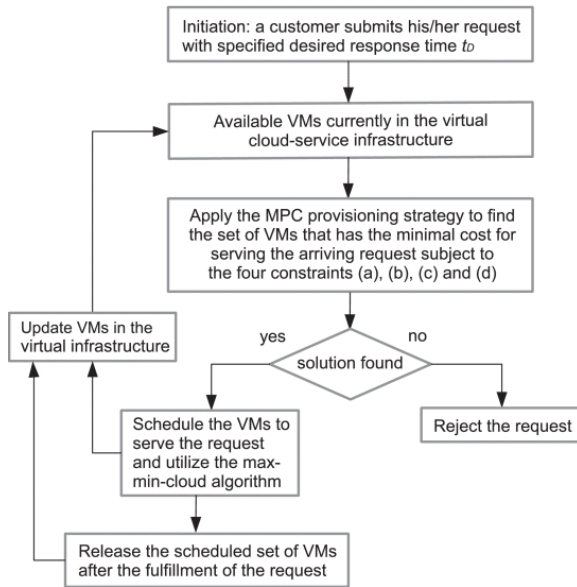 Initiation: a customer submits his/her request
with specified desired response time tD
Available VMs currently in the virtual
cloud-service infrastructure
Apply the MPC provisioning strategy to find
the set of VMs that has the minimal cost for
serving the arriving request subject to
the four constraints (a), (b), (c) and (d)
Update VMs in the
virtual infrastructure
yes
no
solution found
Schedule the VMs to
serve the request
and utilize the max-
min-cloud algorithm
Reject the request
Release the scheduled set of VMs
after the fulfillment of the request